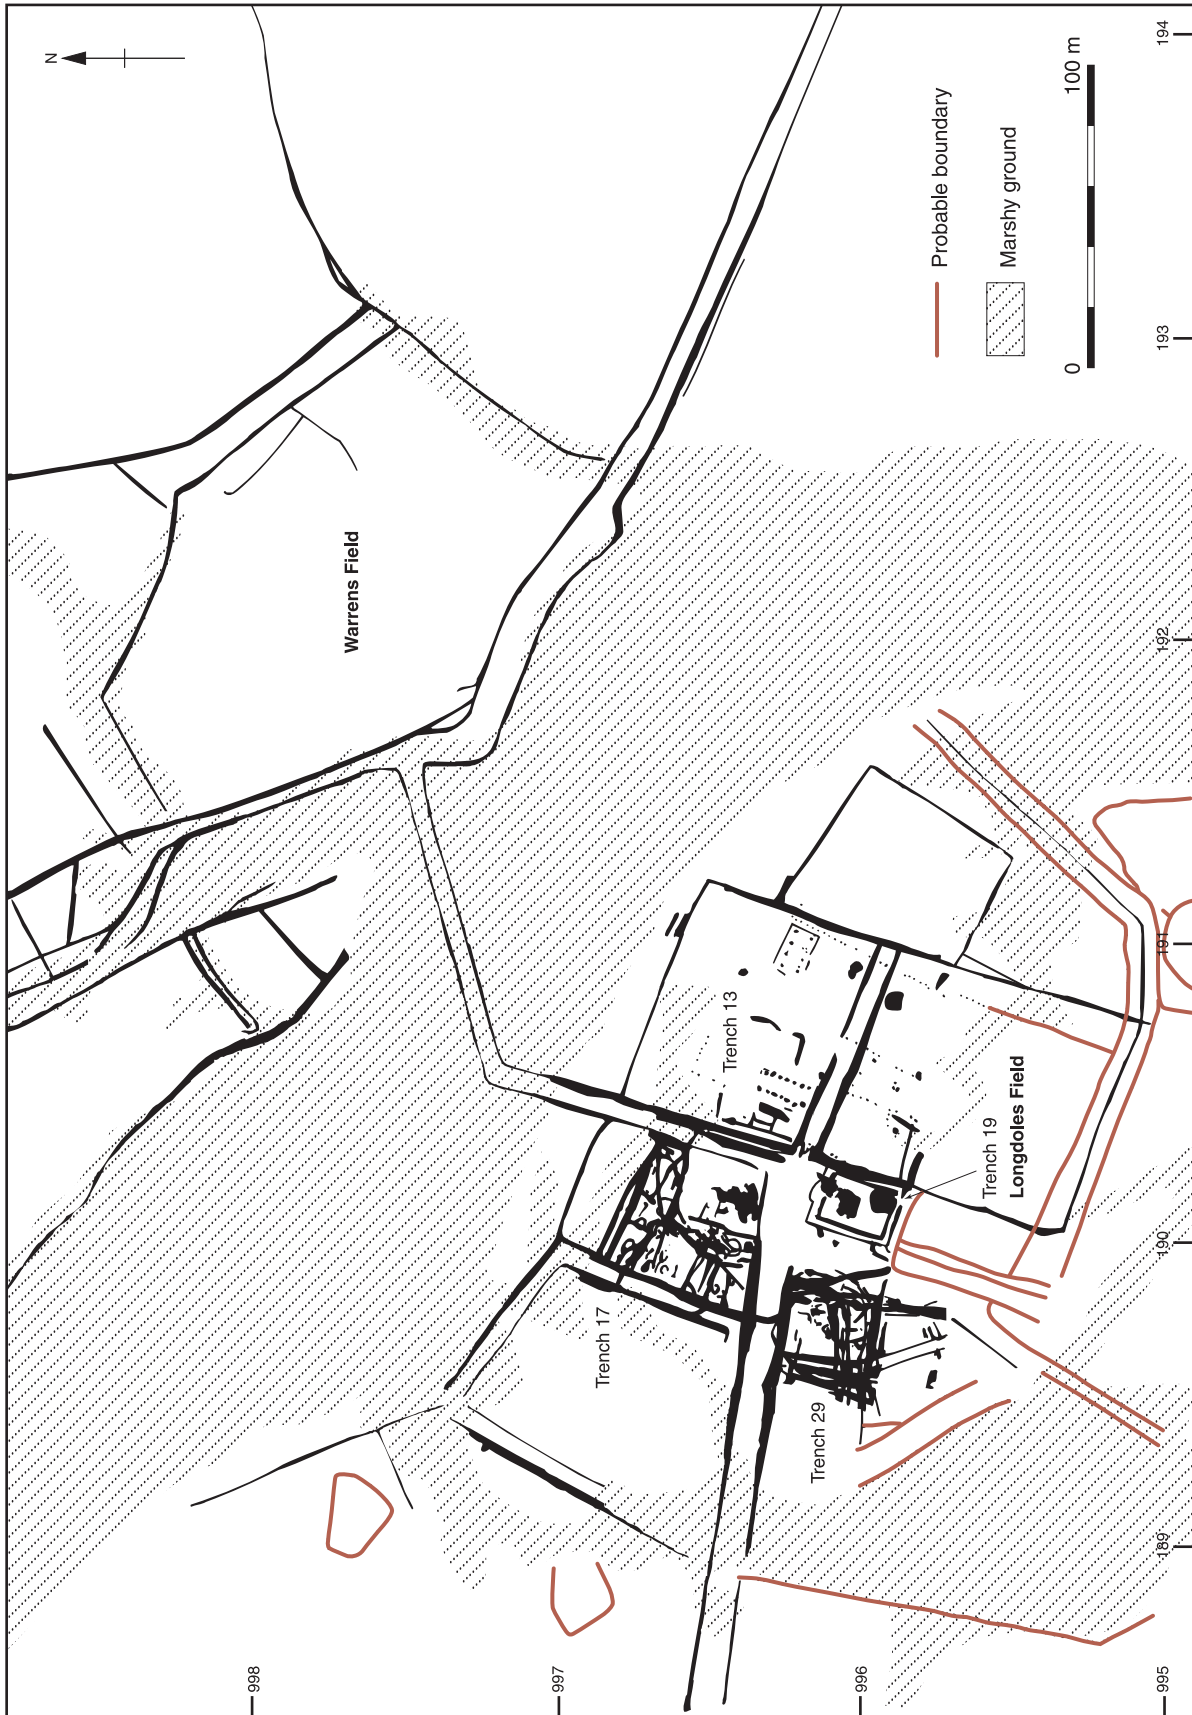 N
194
100 m
Probable boundary
Marshy ground
0
193
Warrens Field
192
191
Trench 13
Longdoles Field
Trench 19
190
Trench 17
Trench 29
189
998
997
996
995